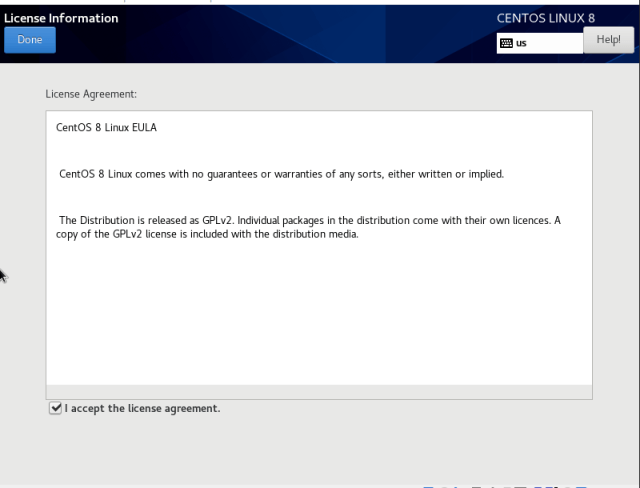 License Information
CENTOS LINUX 8
Done
us
Help!
License Agreement:
CentOS 8 Linux EULA
CentOS 8 Linux comes with no guarantees or warranties of any sorts, either written or implied.
The Distribution is released as GPLv2. Individual packages in the distribution come with their own licences. A
copy of the GPLv2 license is included with the distribution media.
I accept the license agreement.